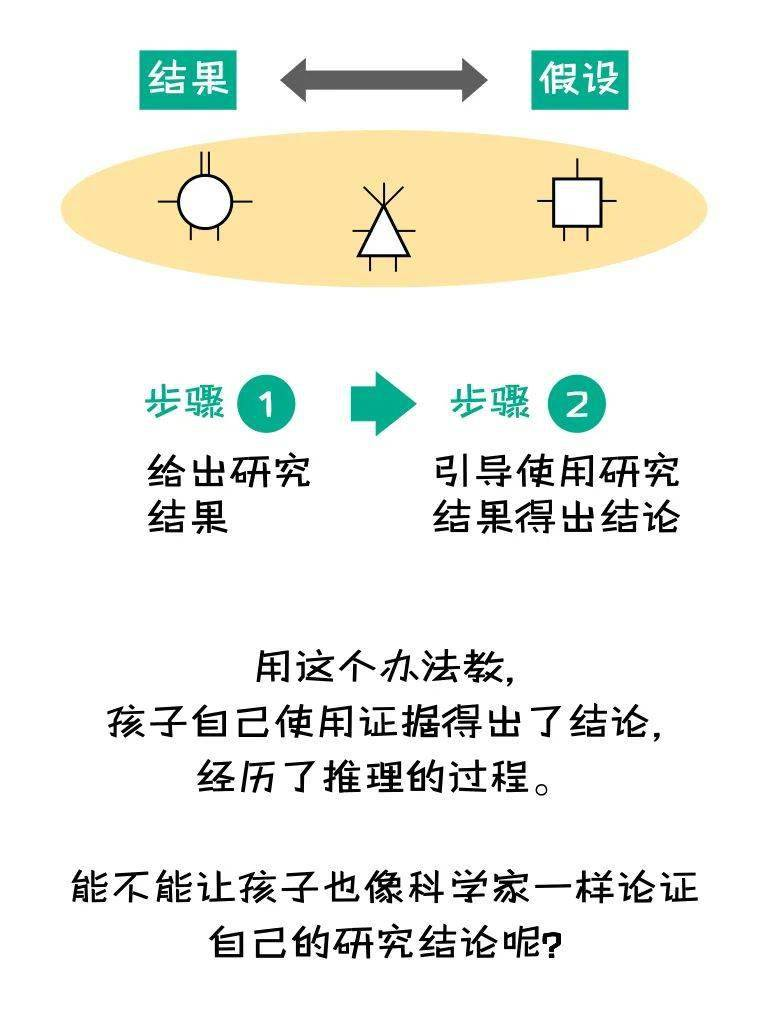 结果 假设
步骤 1 步骤 2
给出研究 引导使用研究
结果 结果得出结论
用这个办法教,
孩子自己使用证据得出了结论,
经历了推理的过程。
能不能让孩子也像科学家一样论证
自己的研究结论呢?